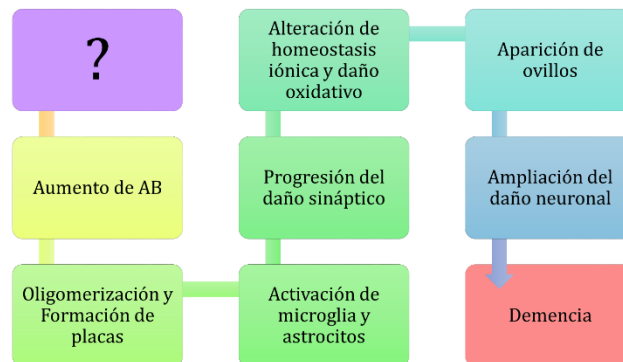 ?
Aumento de AB
Oligomerización y
Formación de
placas
Activación de
microglia y
astrocitos
Progresión del
daño sináptico
Alteración de
homeostasis
iónica y daño
oxidativo
Aparición de
ovillos
Ampliación del
daño neuronal
Demencia